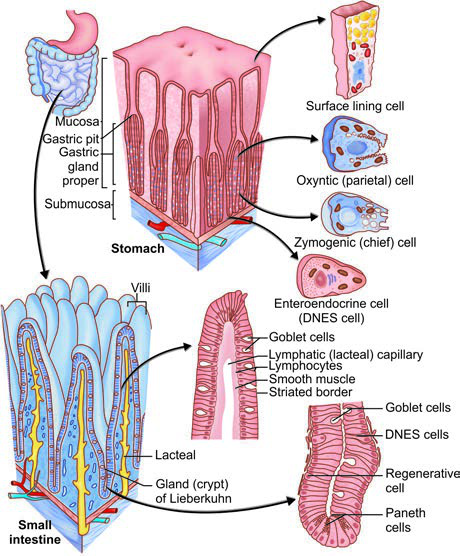 Surface lining cell
Mucosa
Gastric pit
Gastric
gland
proper
Oxyntic (parietal) cell
Submucosa
Stomach
Zymogenic (chief) cell
Enteroendocrine cell
(DNES cell)
Villi
Goblet cells
Lymphatic (lacteal) capillary
Lymphocytes
Smooth muscle
Striated border
Goblet cells
DNES cells
Lacteal
Regenerative
cell
Gland (crypt)
of Lieberkuhn
Paneth
cells
Small
intestine